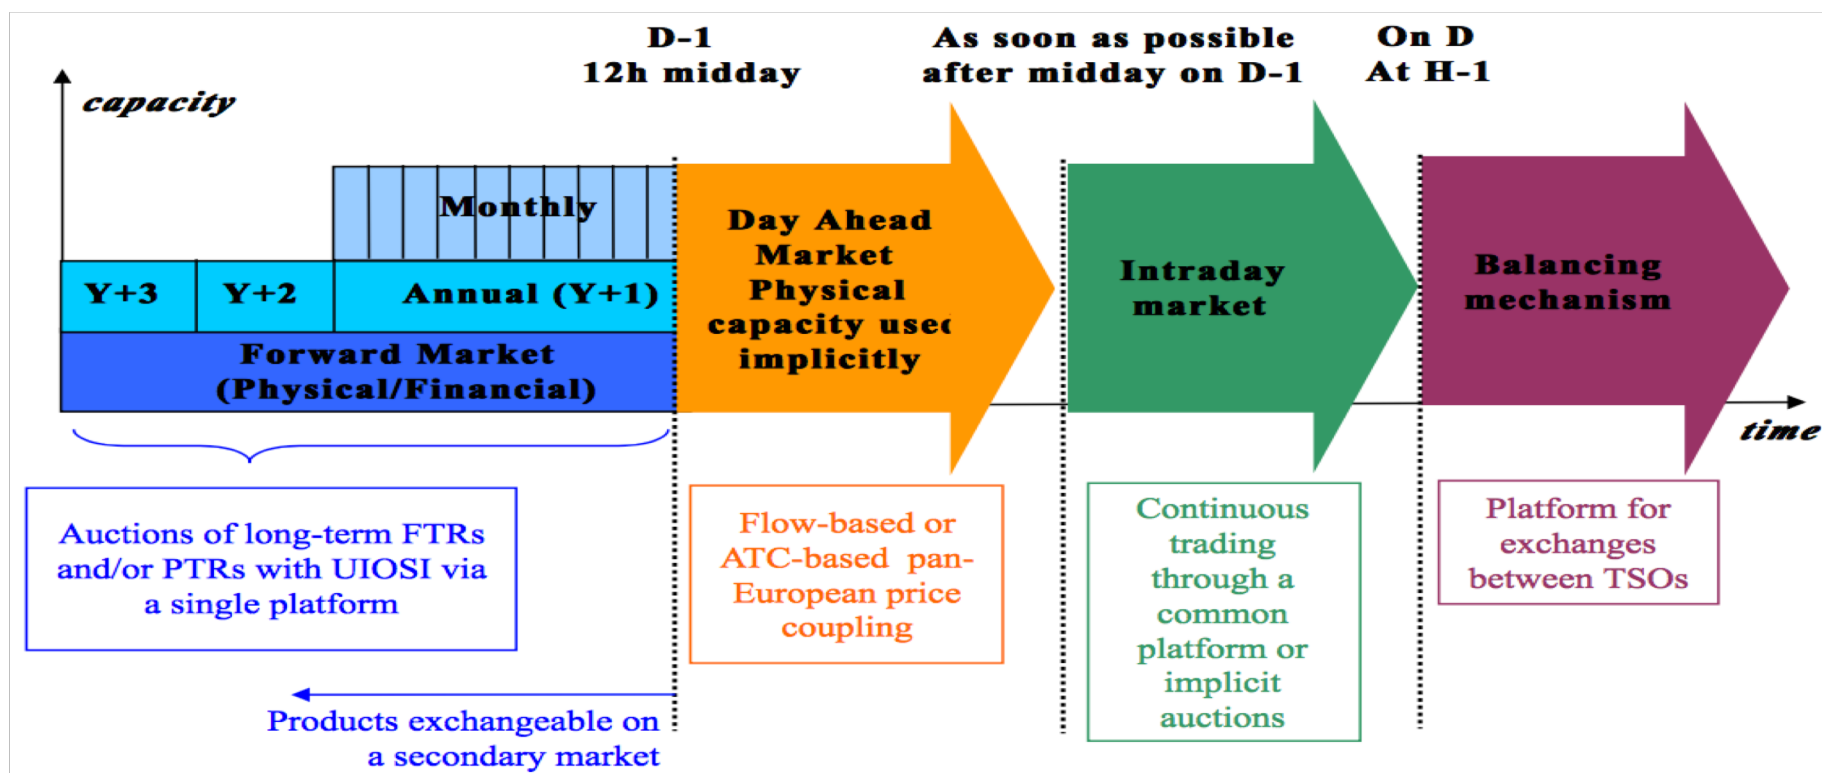 D-1
12h midday
As soon as possible
after midday on D-1
On D
At H-1
capacity
Monthly
Y+3
Y+2
Annual (Y+1)
Forward Market
(Physical/Financial)
Day Ahead
Market
Physical
capacity used
implicitly
Intraday
market
Balancing
mechanism
time
Auctions of long-term FTRs
and/or PTRs with UIOSI via
a single platform
Flow-based or
ATC-based pan-
European price
coupling
Continuous
trading
through a
common
platform or
implicit
auctions
Platform for
exchanges
between TSOs
Products exchangeable on
a secondary market